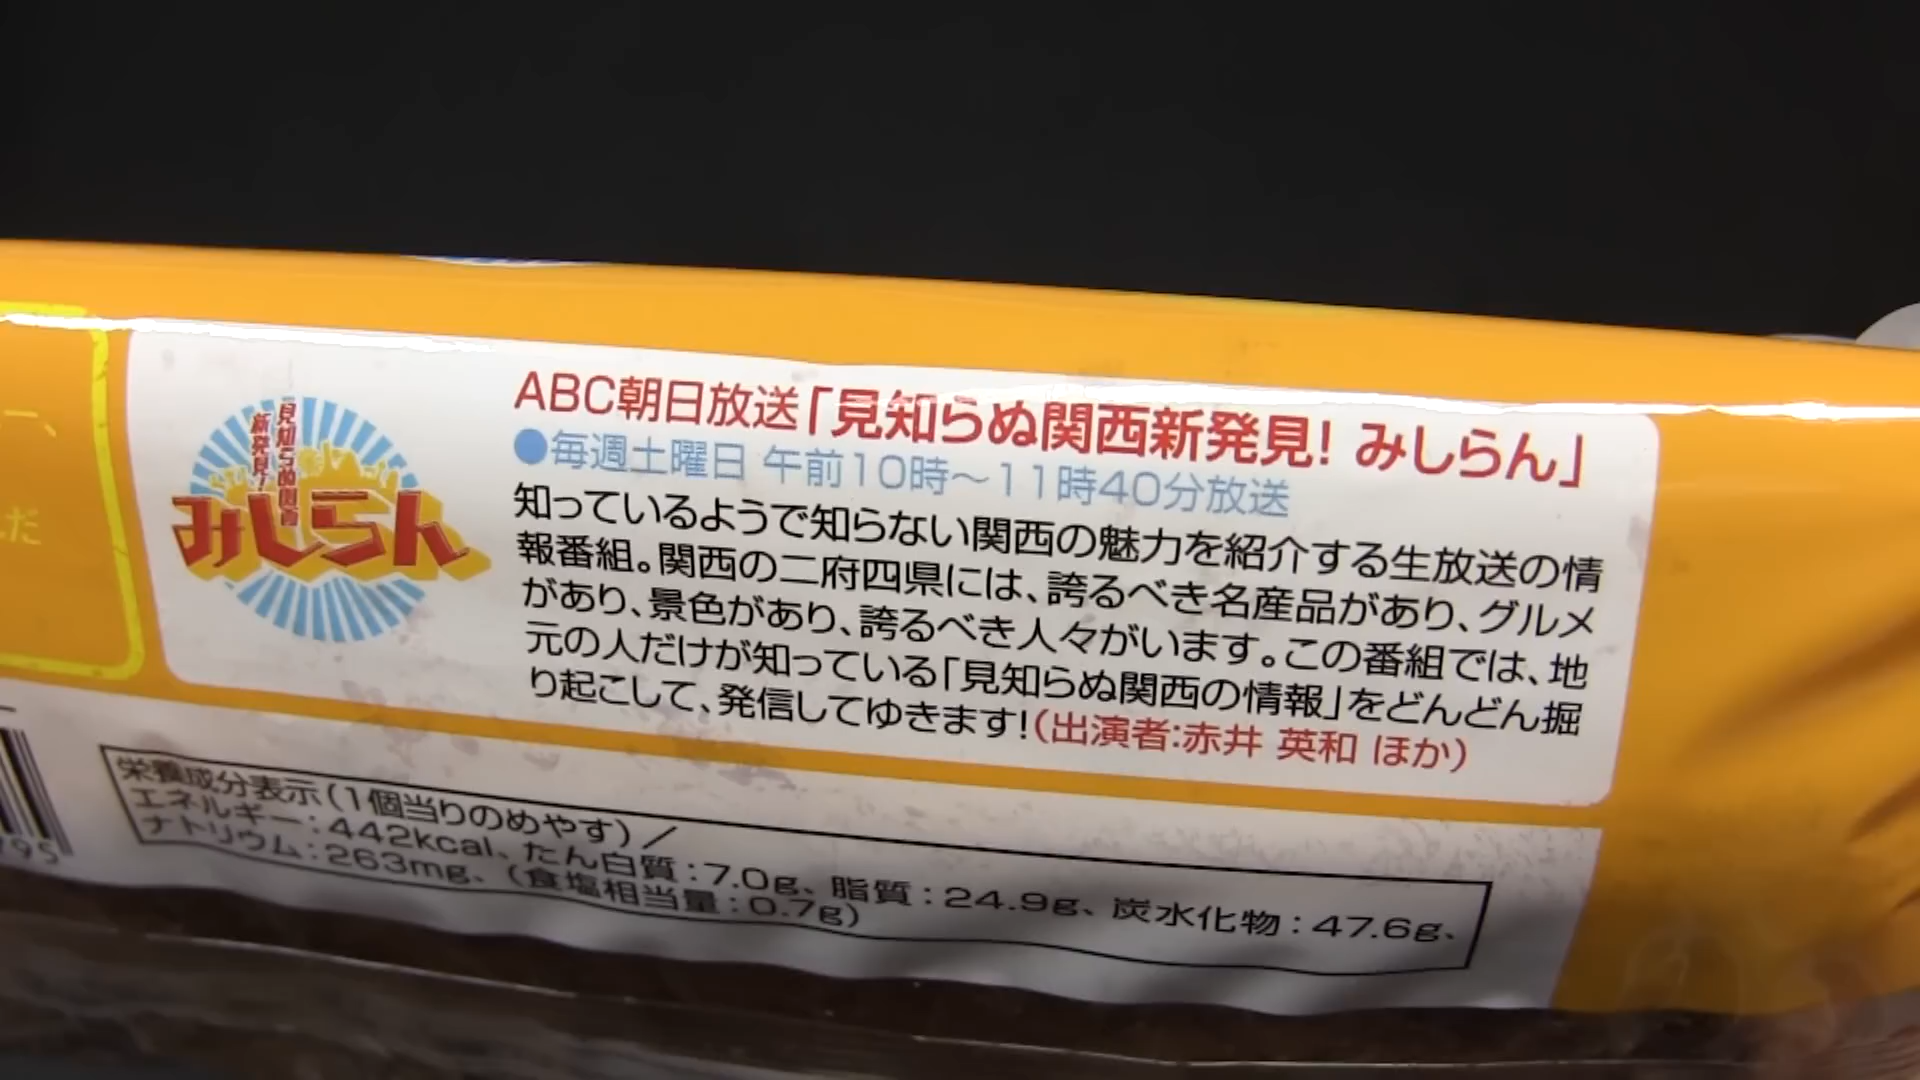 見知らぬ関西
新発見!
みしらん
ABC朝日放送「見知らぬ関西新発見! みしらん」
●毎週土曜日 午前10時～11時40分放送
知っているようで知らない関西の魅力を紹介する生放送の情
報番組。関西の二府四県には、誇るべき名産品があり、グルメ
があり、景色があり、誇るべき人々がいます。この番組では、地
元の人だけが知っている「見知らぬ関西の情報」をどんどん掘
り起こして、発信してゆきます!(出演者:赤井 英和 ほか)
栄養成分表示(1個当りのめやす)／
エネルギー:442kcal、たん白質:7.0g、脂質:24.9g、炭水化物:47.6g、
ナトリウム:263mg、(食塩相当量:0.7g)
795